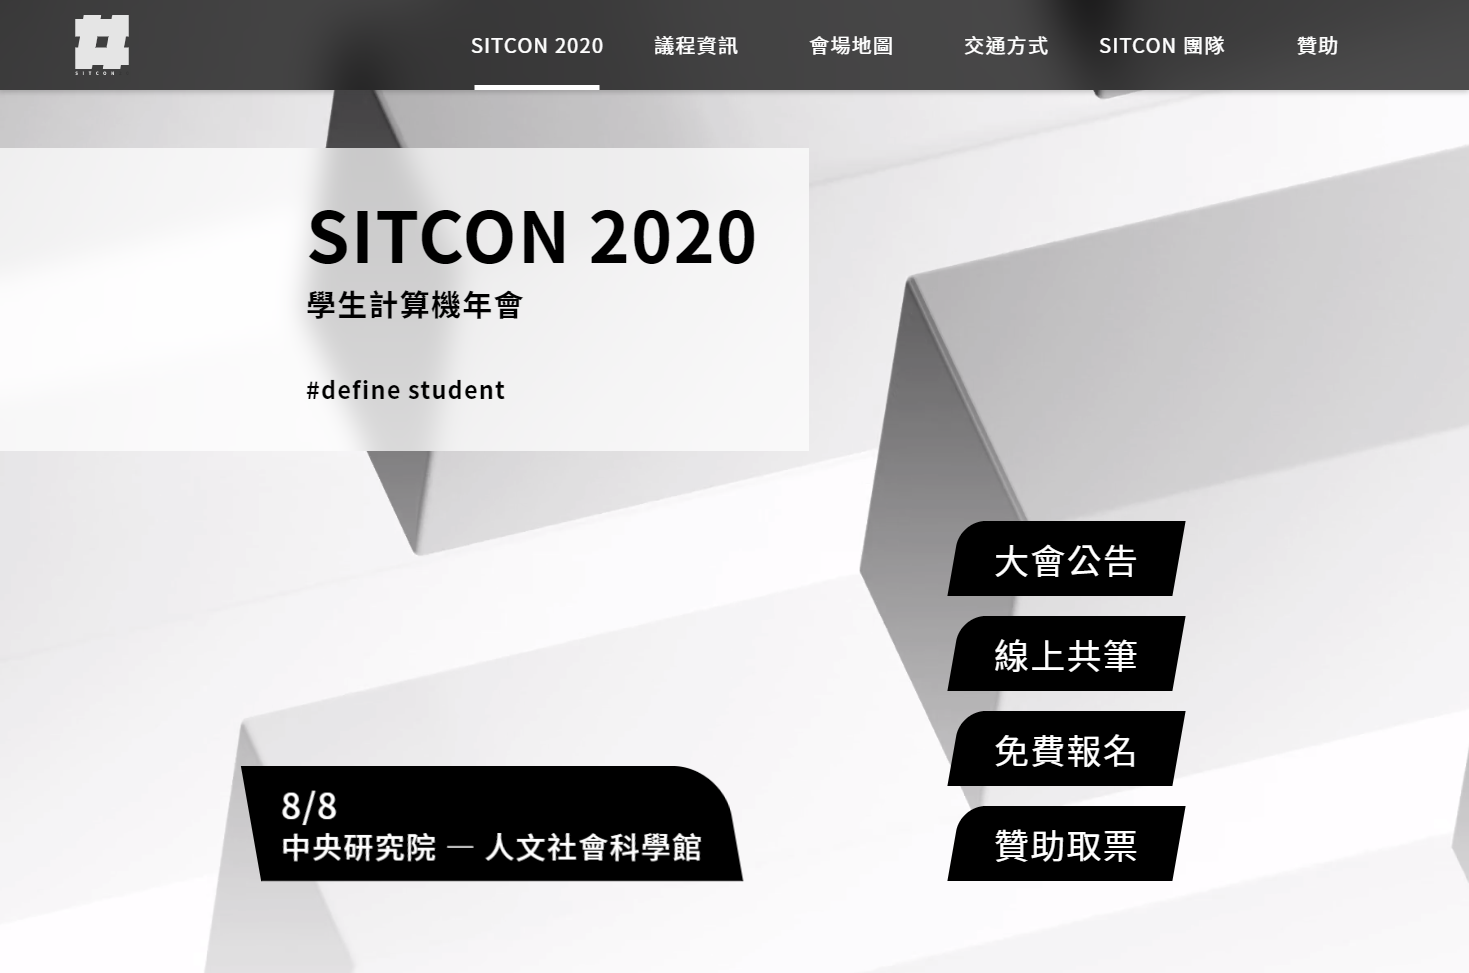 SITCON
SITCON 2020
議程資訊
會場地圖
交通方式
SITCON 團隊
贊助
SITCON 2020
學生計算機年會
#define student
大會公告
線上共筆
免費報名
贊助取票
8/8
中央研究院 — 人文社會科學館